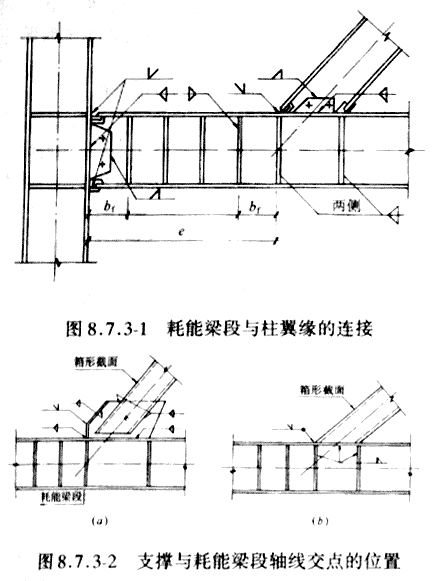 b_f
b_f
两侧
e
图8.7.3-1 耗能梁段与柱翼缘的连接
箱形截面
箱形截面
耗能梁段
(a)
(b)
图8.7.3-2 支撑与耗能梁段轴线交点的位置